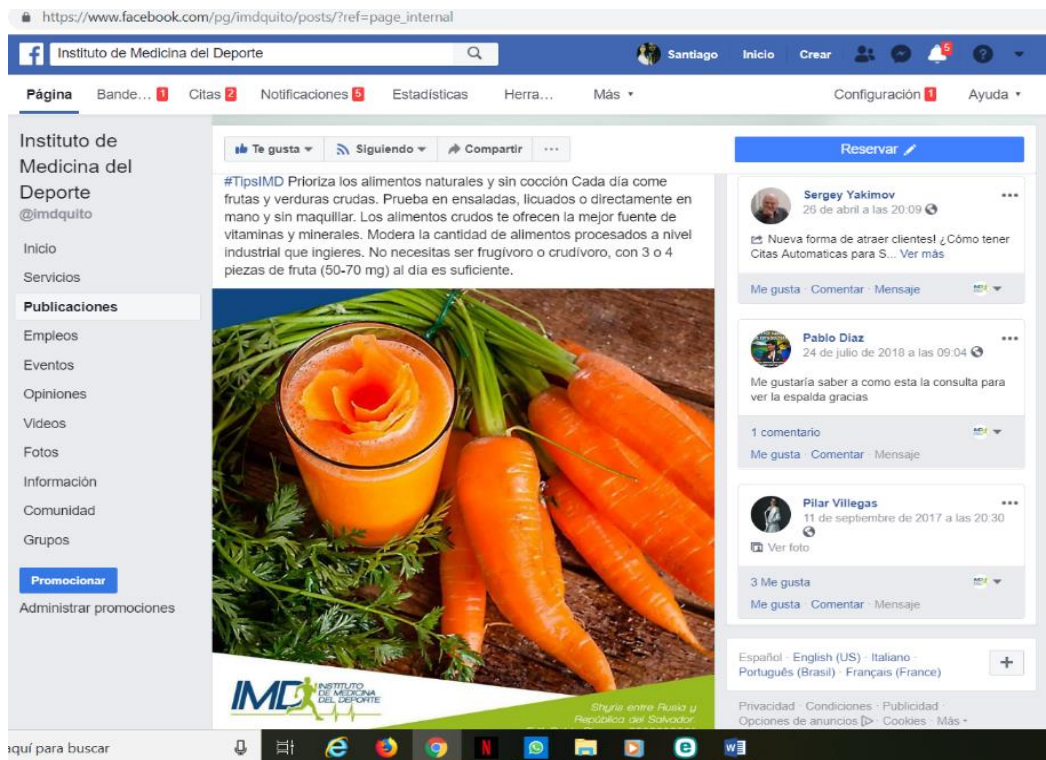 https://www.facebook.com/pg/imdquito/posts/?ref=page_internal
Instituto de Medicina del Deporte
Santiago Inicio Crear 5
Página Bande... 1 Citas 2 Notificaciones 5 Estadísticas Herra... Más Configuración 1 Ayuda
Instituto de
Medicina del
Deporte
@imdquito
Inicio
Servicios
Publicaciones
Empleos
Eventos
Opiniones
Videos
Fotos
Información
Comunidad
Grupos
Promocionar
Administrar promociones
Te gusta Siguiendo Compartir ...
#TipsIMD Prioriza los alimentos naturales y sin cocción Cada día come
frutas y verduras crudas. Prueba en ensaladas, licuados o directamente en
mano y sin maquillar. Los alimentos crudos te ofrecen la mejor fuente de
vitaminas y minerales. Modera la cantidad de alimentos procesados a nivel
industrial que ingieres. No necesitas ser frugívoro o crudívoro, con 3 o 4
piezas de fruta (50-70 mg) al día es suficiente.
IMD INSTITUTO
DE MEDICINA
DEL DEPORTE
Shyris entre Rusia y
República del Salvador.
Reservar
Sergey Yakimov
26 de abril a las 20:09
Nueva forma de atraer clientes! ¿Cómo tener
Citas Automaticas para S... Ver más
Me gusta · Comentar · Mensaje
Pablo Diaz
24 de julio de 2018 a las 09:04
Me gustaría saber a como esta la consulta para
ver la espalda gracias
1 comentario
Me gusta · Comentar · Mensaje
Pilar Villegas
11 de septiembre de 2017 a las 20:30
Ver foto
3 Me gusta
Me gusta · Comentar · Mensaje
Español · English (US) · Italiano ·
Português (Brasil) · Français (France)
Privacidad · Condiciones · Publicidad ·
Opciones de anuncios · Cookies · Más
aquí para buscar